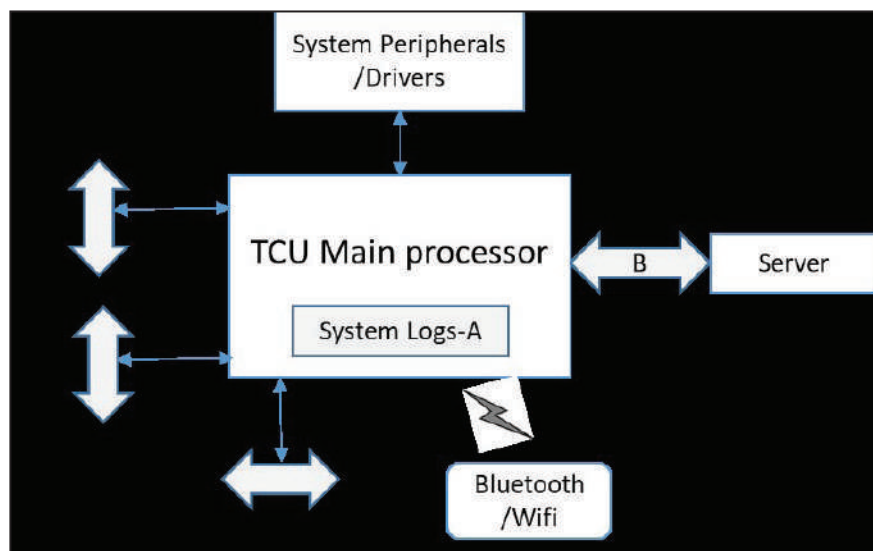 System Peripherals
/Drivers
TCU Main processor
B
Server
System Logs-A
Bluetooth
/Wifi